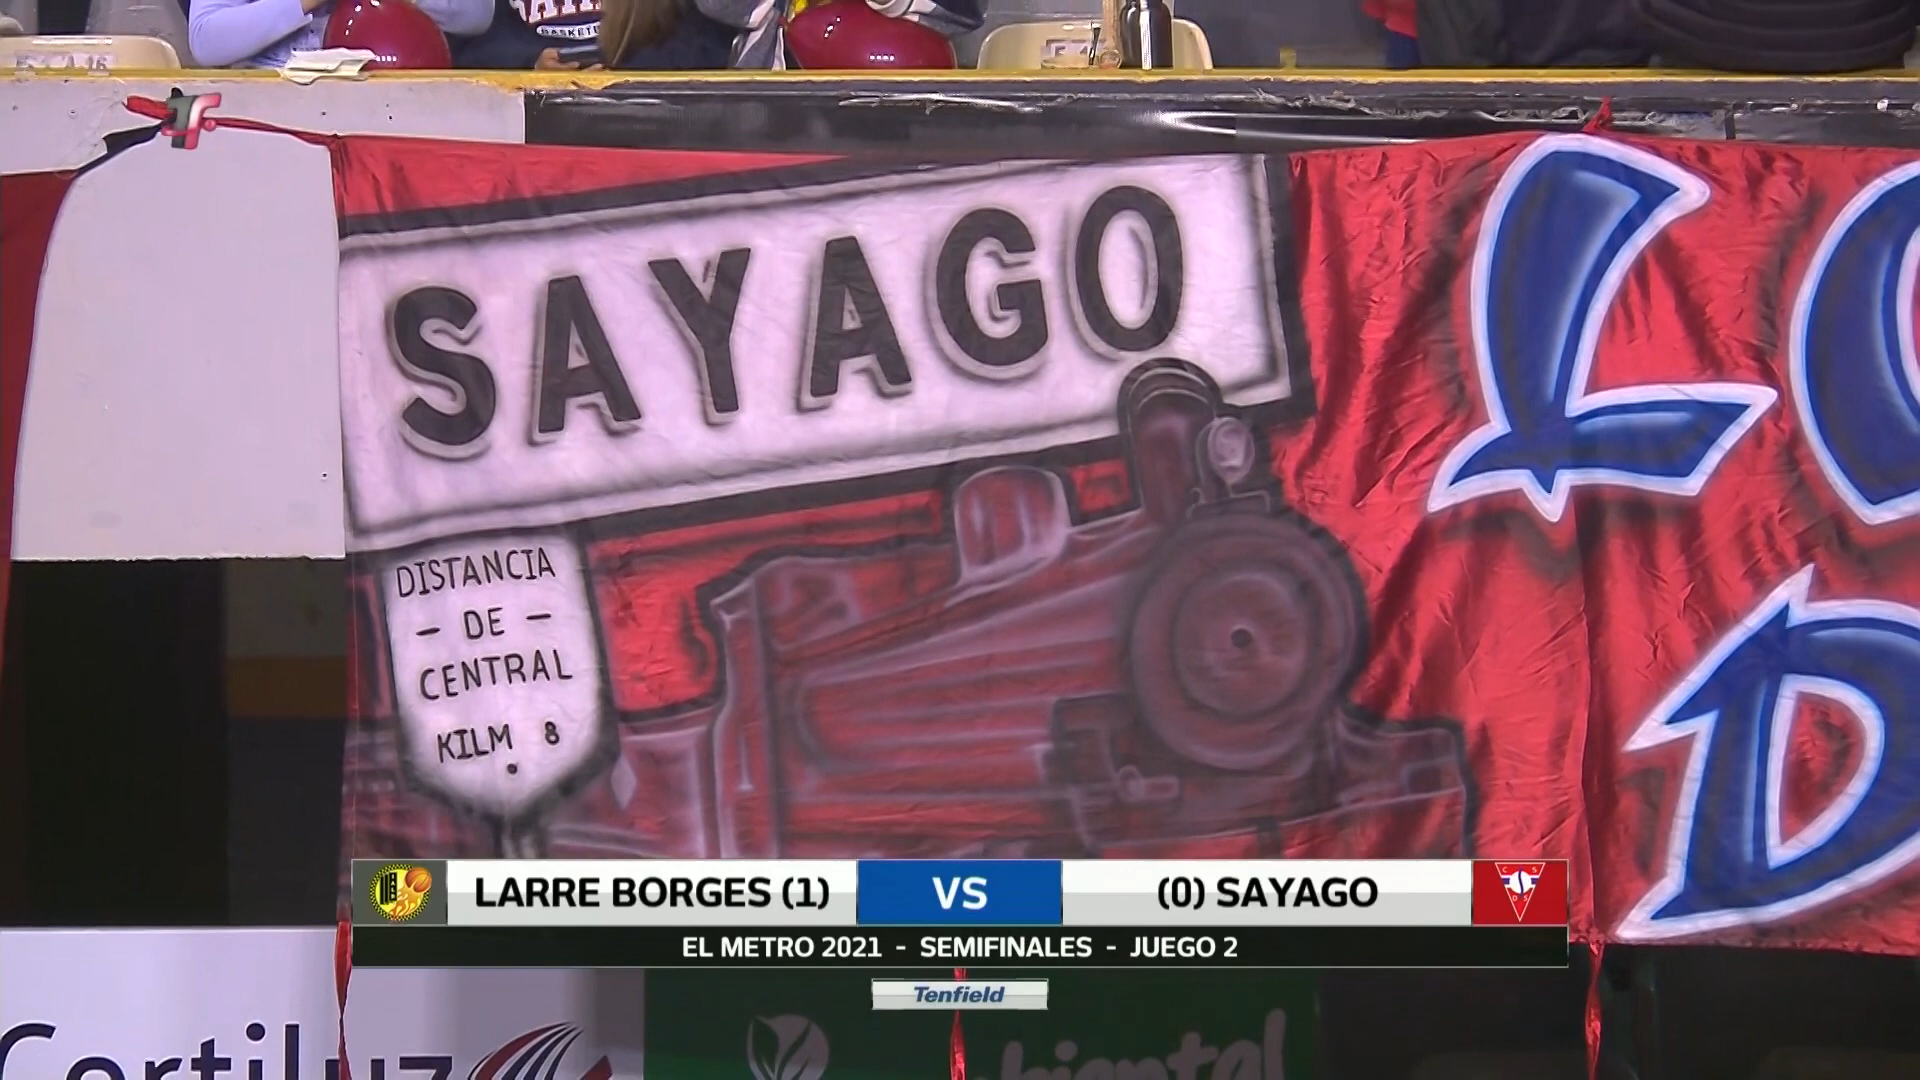 SAYAGO
DISTANCIA
- DE -
CENTRAL
KILM. 8
LARRE BORGES (1) VS (0) SAYAGO
EL METRO 2021 - SEMIFINALES - JUEGO 2
Tenfield
Certiluz